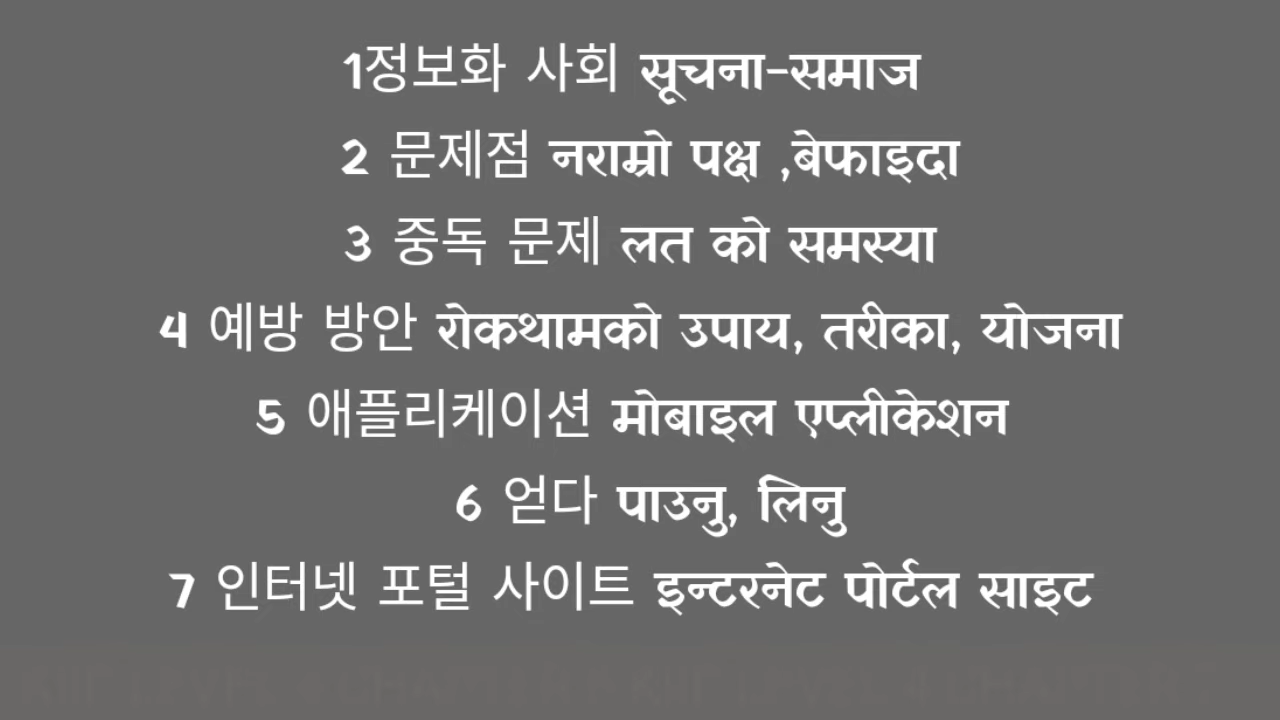 1정보화 사회 सूचना-समाज
2 문제점 नराम्रो पक्ष ,बेफाइदा
3 중독 문제 लत को समस्या
4 예방 방안 रोकथामको उपाय, तरीका, योजना
5 애플리케이션 मोबाइल एप्लीकेशन
6 얻다 पाउनु, लिनु
7 인터넷 포털 사이트 इन्टरनेट पोर्टल साइट